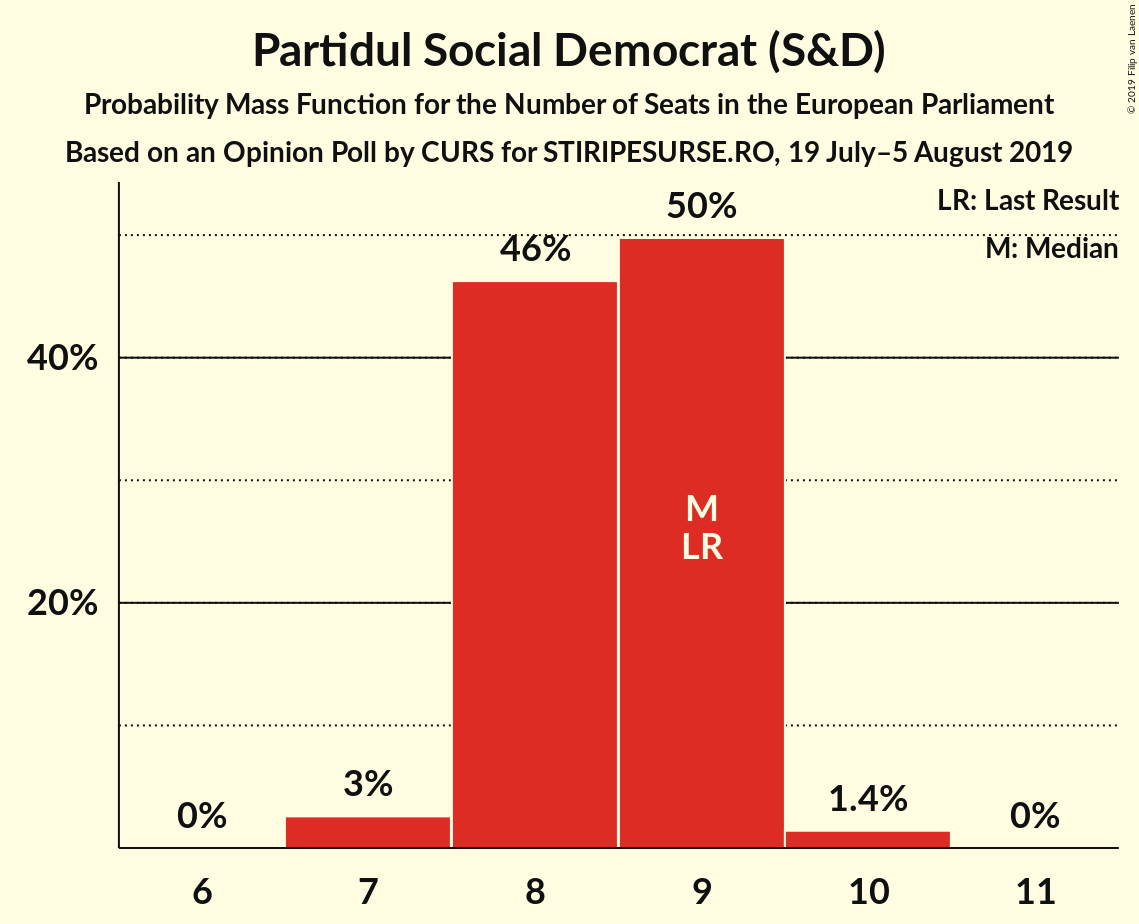 Partidul Social Democrat (S&D)
Probability Mass Function for the Number of Seats in the European Parliament
Based on an Opinion Poll by CURS for STIRIPESURSE.RO, 19 July–5 August 2019
© 2019 Filip van Laenen
LR: Last Result
M: Median
50%
46%
40%
M
LR
20%
3%
1.4%
0%
0%
6 7 8 9 10 11